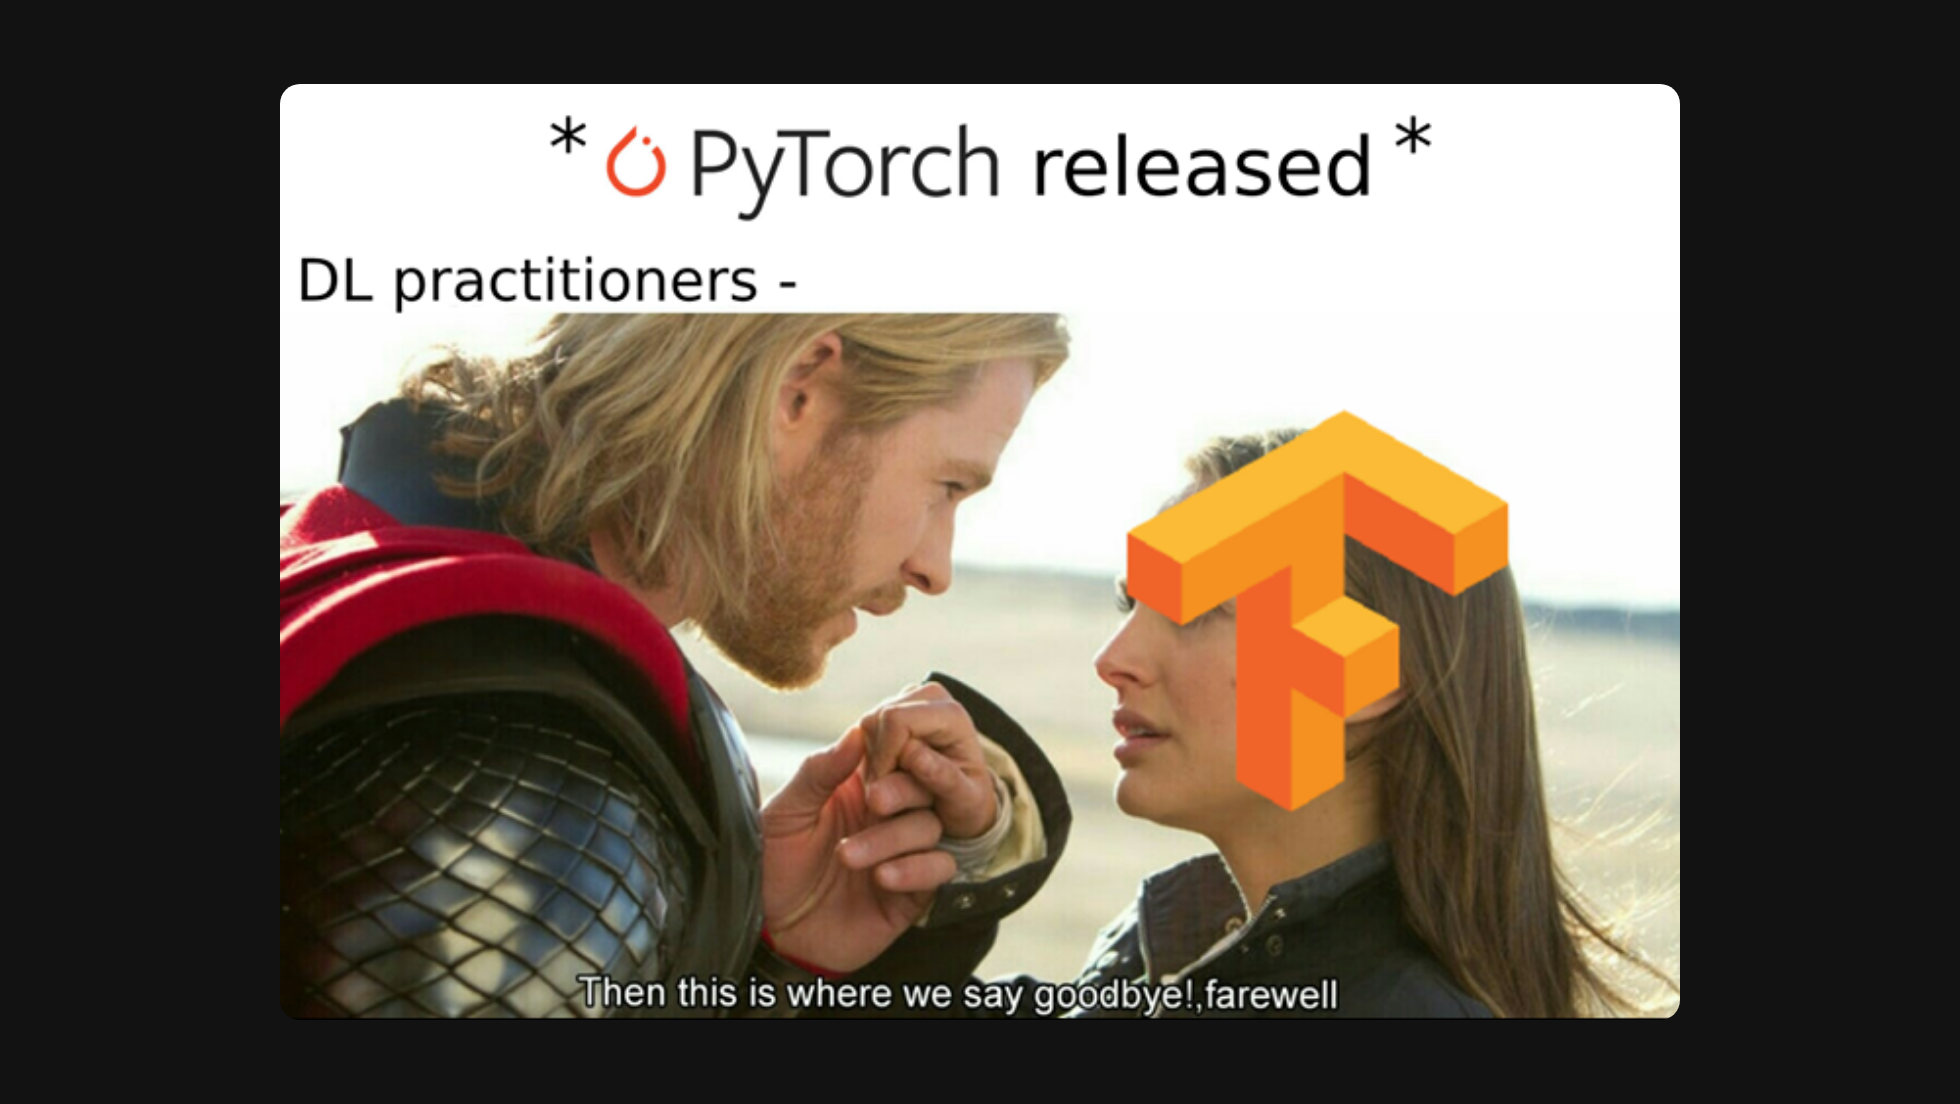 * PyTorch released *
DL practitioners -
Then this is where we say goodbye!,farewell